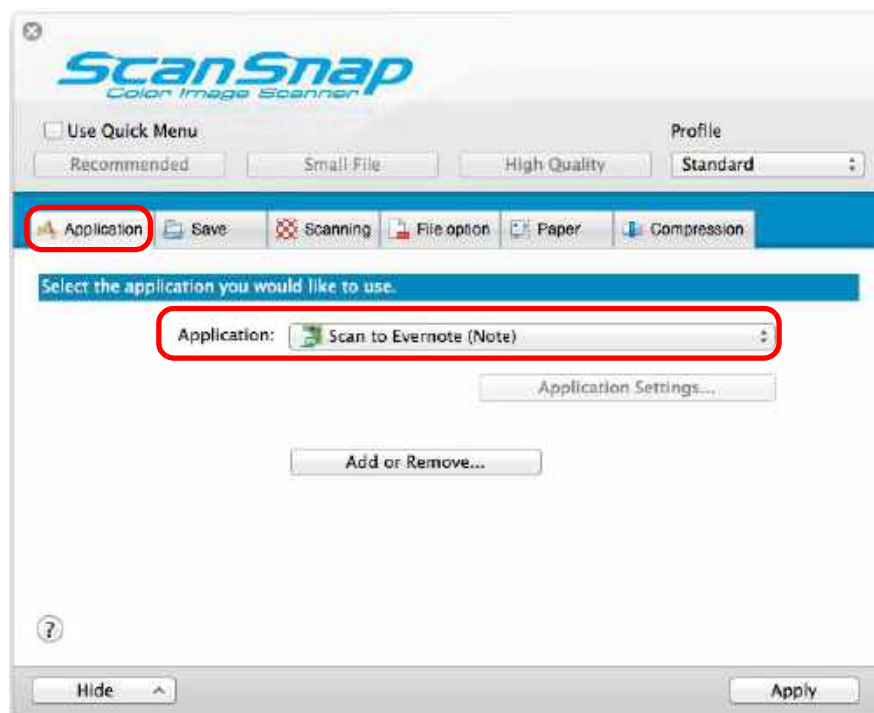 ScanSnap
Color Image Scanner
Use Quick Menu
Profile
Recommended Small File High Quality Standard
Application Save Scanning File option Paper Compression
Select the application you would like to use.
Application: Scan to Evernote (Note)
Application Settings...
Add or Remove...
?
Hide Apply